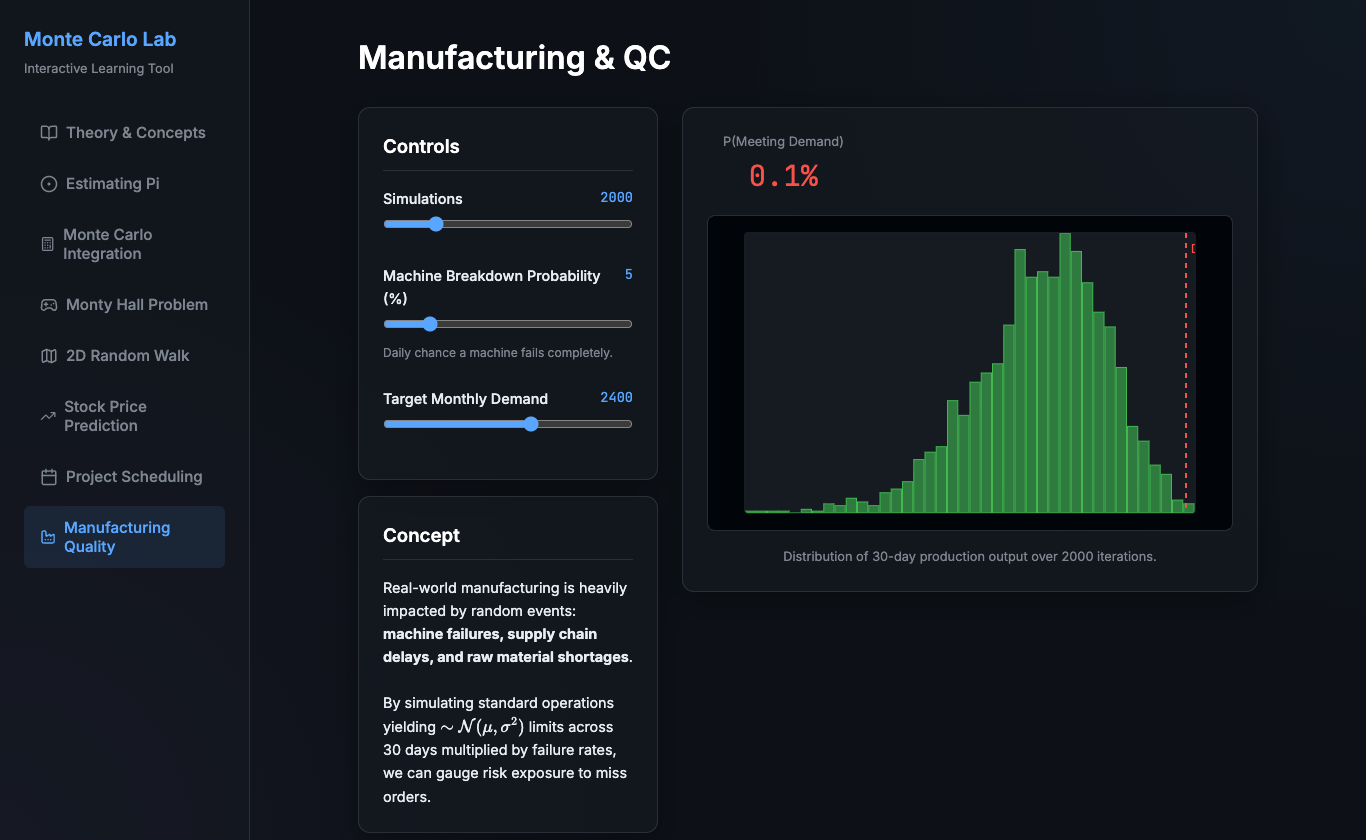 Monte Carlo Lab
Interactive Learning Tool
Theory & Concepts
Estimating Pi
Monte Carlo
Integration
Monty Hall Problem
2D Random Walk
Stock Price
Prediction
Project Scheduling
Manufacturing
Quality
Manufacturing & QC
Controls
Simulations 2000
Machine Breakdown Probability 5
(%)
Daily chance a machine fails completely.
Target Monthly Demand 2400
Concept
Real-world manufacturing is heavily
impacted by random events:
machine failures, supply chain
delays, and raw material shortages.
By simulating standard operations
yielding ∼ 𝒩(μ, σ²) limits across
30 days multiplied by failure rates,
we can gauge risk exposure to miss
orders.
P(Meeting Demand)
0.1%
Distribution of 30-day production output over 2000 iterations.